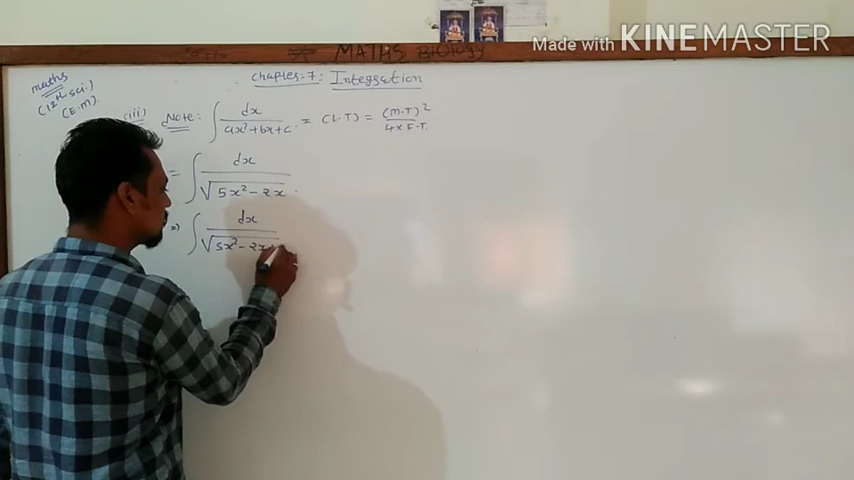 Made with KINEMASTER
MATHS BIOLOGY
Chapter:7: Integration
maths
(12th sci.)
(E.M).
(iii) Note: ∫ dx / ax²+bx+c = (L.T) = (M.T)² / 4×F.T.
= ∫ dx / √5x²-2x .
⇒ ∫ dx / √5x²-2x+